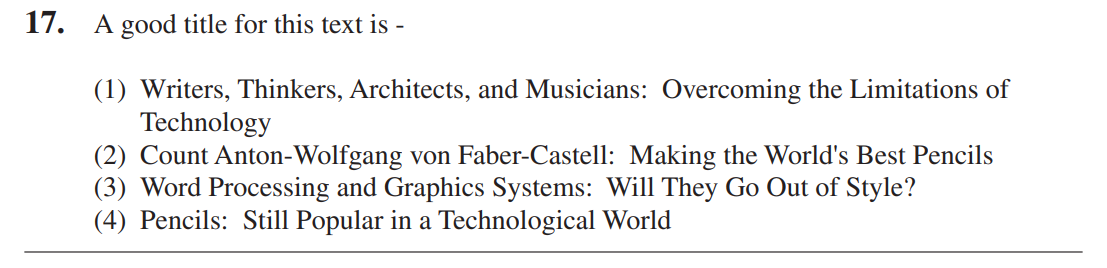 17. A good title for this text is -
(1) Writers, Thinkers, Architects, and Musicians: Overcoming the Limitations of
Technology
(2) Count Anton-Wolfgang von Faber-Castell: Making the World's Best Pencils
(3) Word Processing and Graphics Systems: Will They Go Out of Style?
(4) Pencils: Still Popular in a Technological World